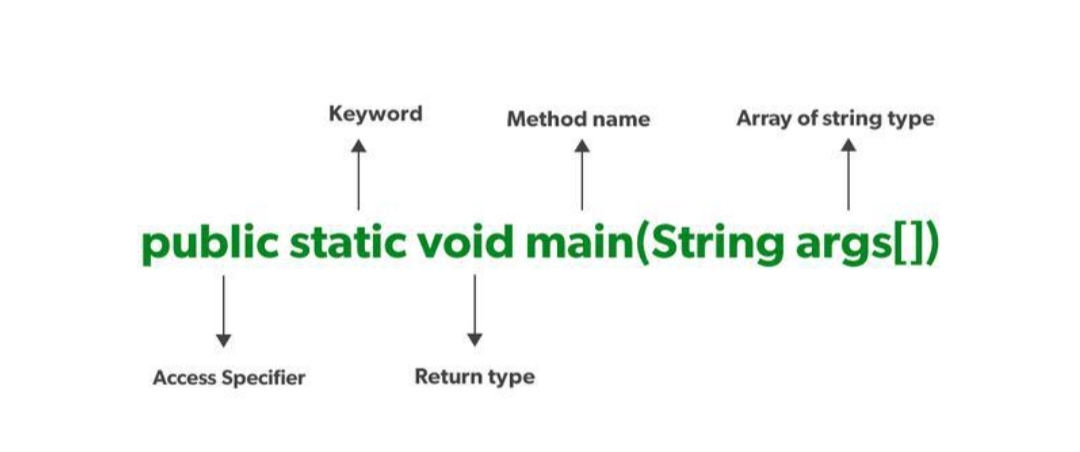 Keyword
Method name
Array of string type
public static void main(String args[])
Access Specifier
Return type